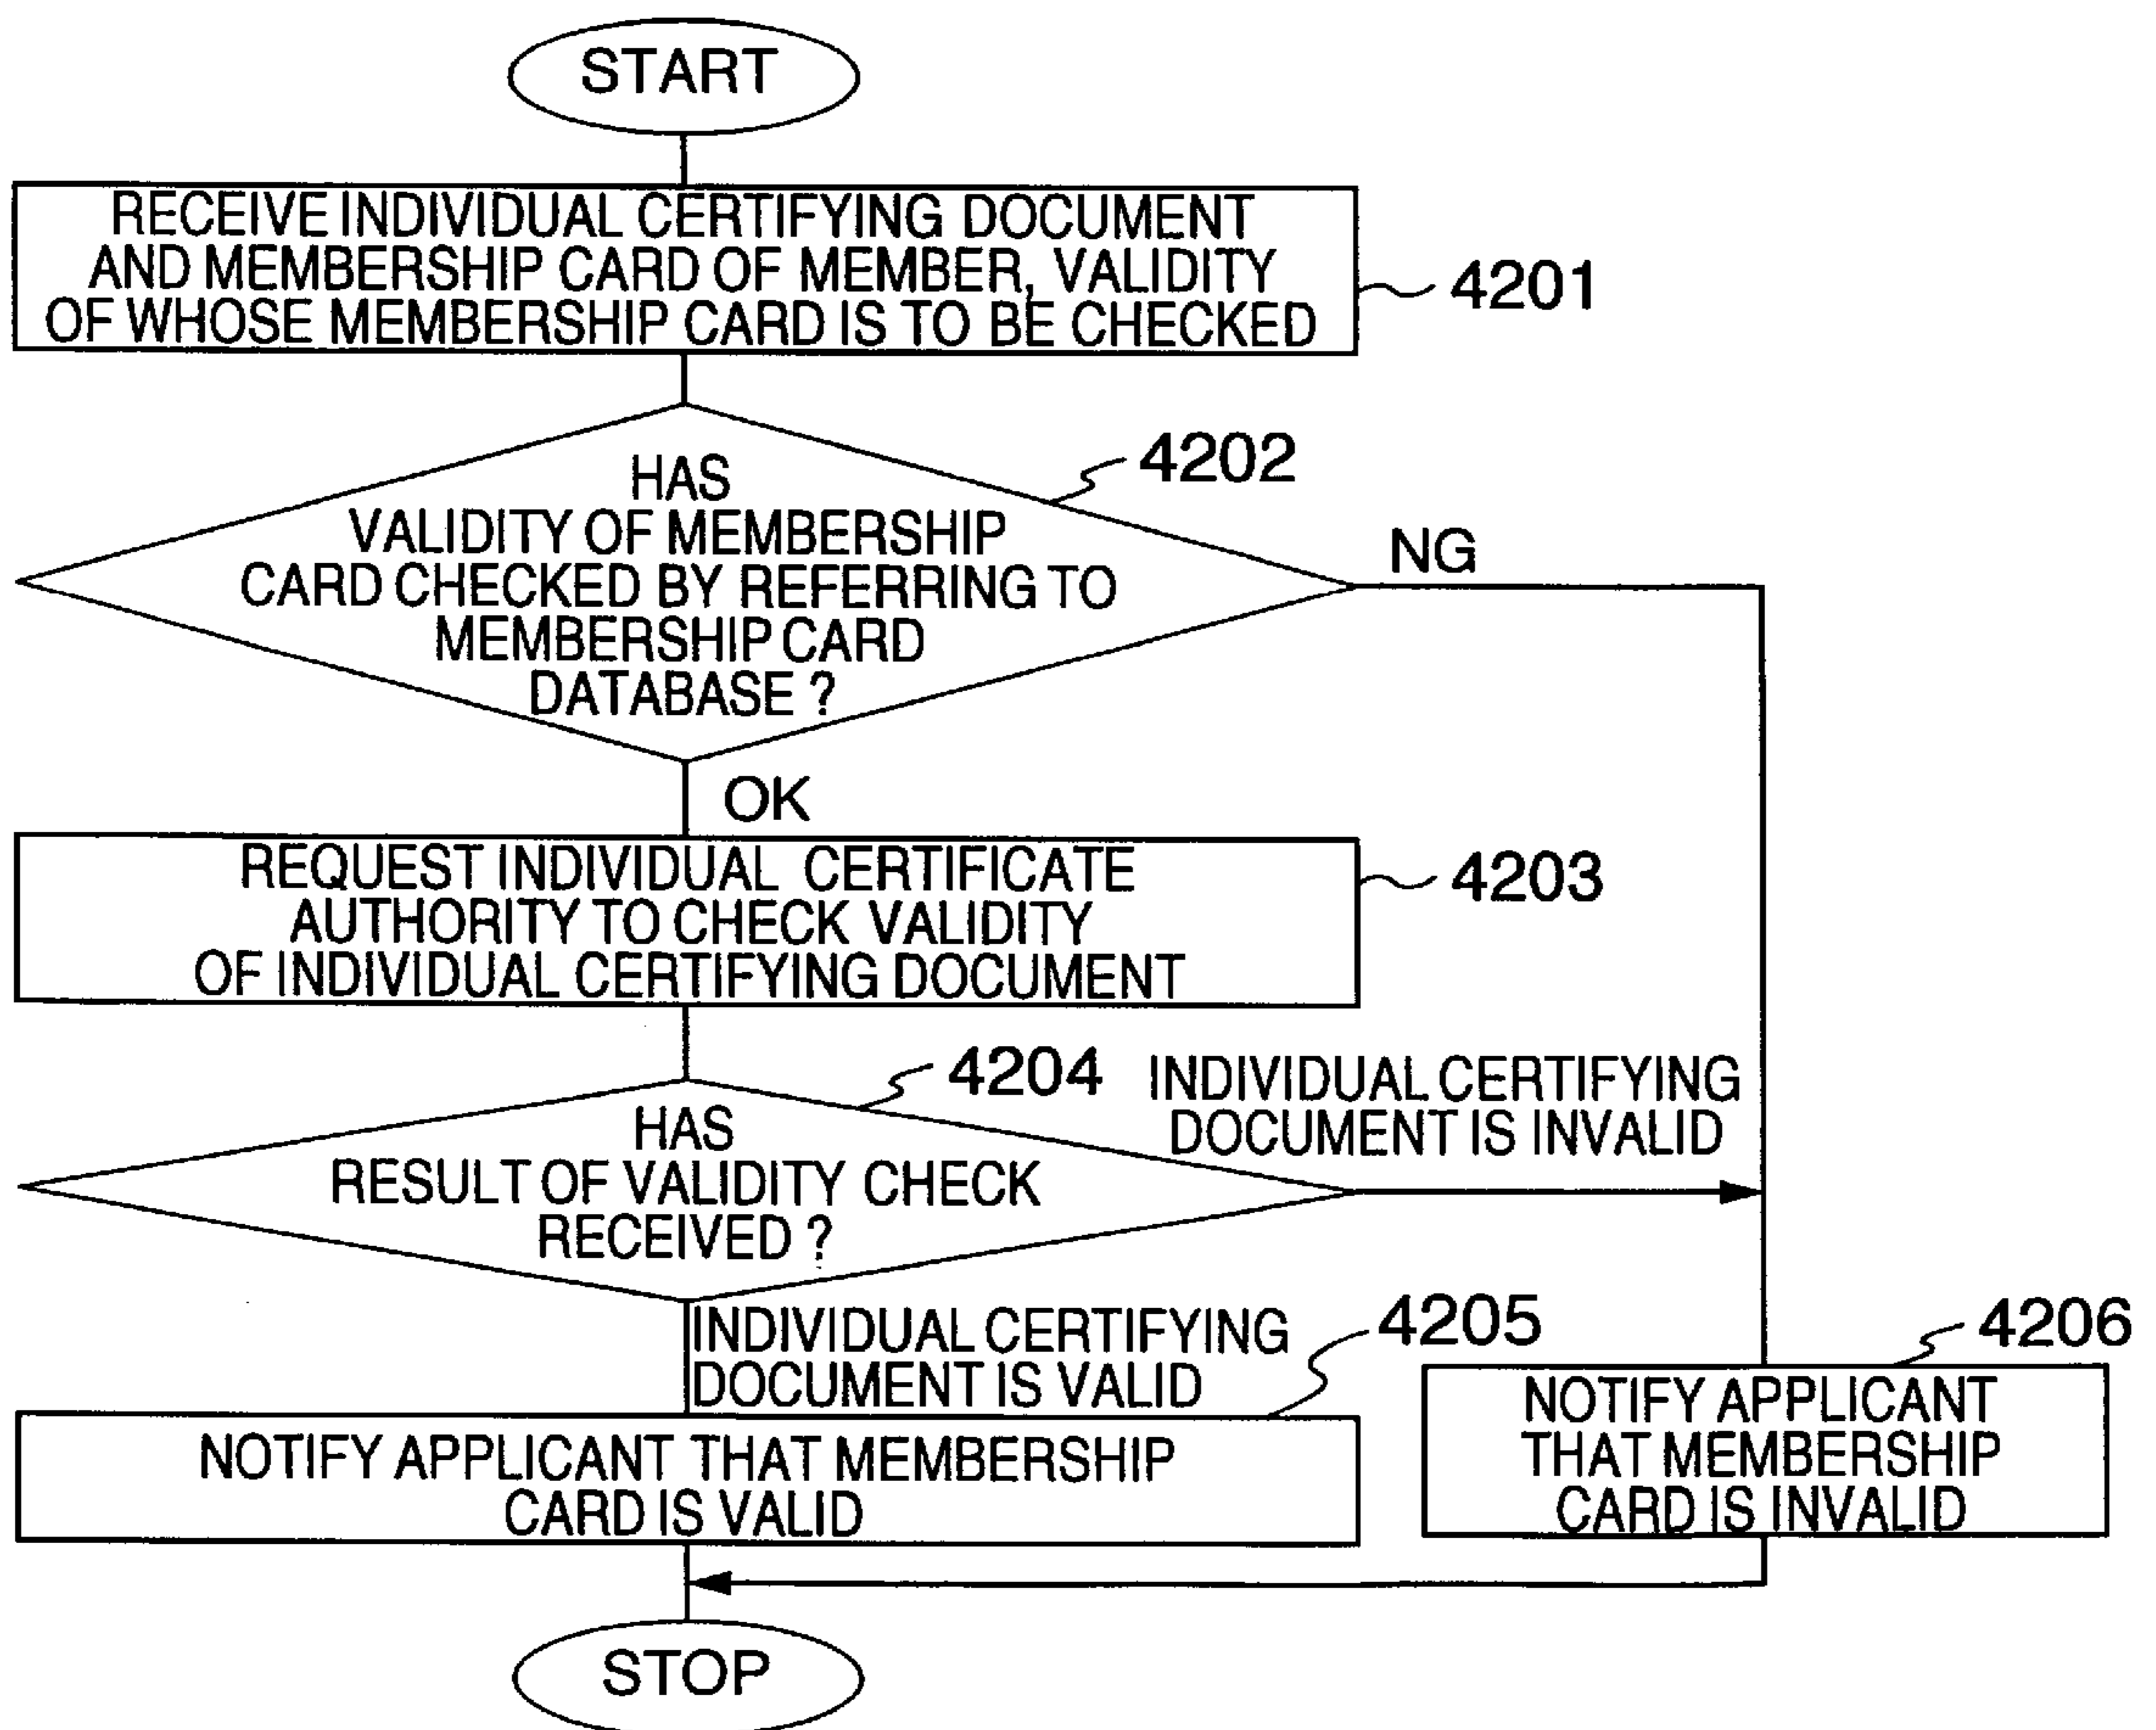 START
RECEIVE INDIVIDUAL CERTIFYING DOCUMENT
AND MEMBERSHIP CARD OF MEMBER, VALIDITY
OF WHOSE MEMBERSHIP CARD IS TO BE CHECKED
4201
4202
HAS
VALIDITY OF MEMBERSHIP
CARD CHECKED BY REFERRING TO
MEMBERSHIP CARD
DATABASE ?
NG
OK
REQUEST INDIVIDUAL CERTIFICATE
AUTHORITY TO CHECK VALIDITY
OF INDIVIDUAL CERTIFYING DOCUMENT
4203
4204
HAS
RESULT OF VALIDITY CHECK
RECEIVED ?
INDIVIDUAL CERTIFYING
DOCUMENT IS INVALID
INDIVIDUAL CERTIFYING
DOCUMENT IS VALID
4205
NOTIFY APPLICANT THAT MEMBERSHIP
CARD IS VALID
4206
NOTIFY APPLICANT
THAT MEMBERSHIP
CARD IS INVALID
STOP